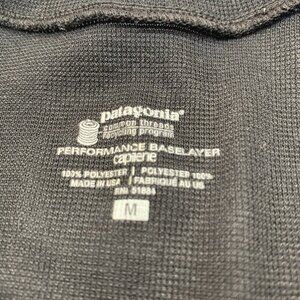 patagonia®
common threads
recycling program
PERFORMANCE BASELAYER
capilene
100% POLYESTER | POLYESTER 100%
MADE IN USA | FABRIQUÉ AU US
RN 51884
M